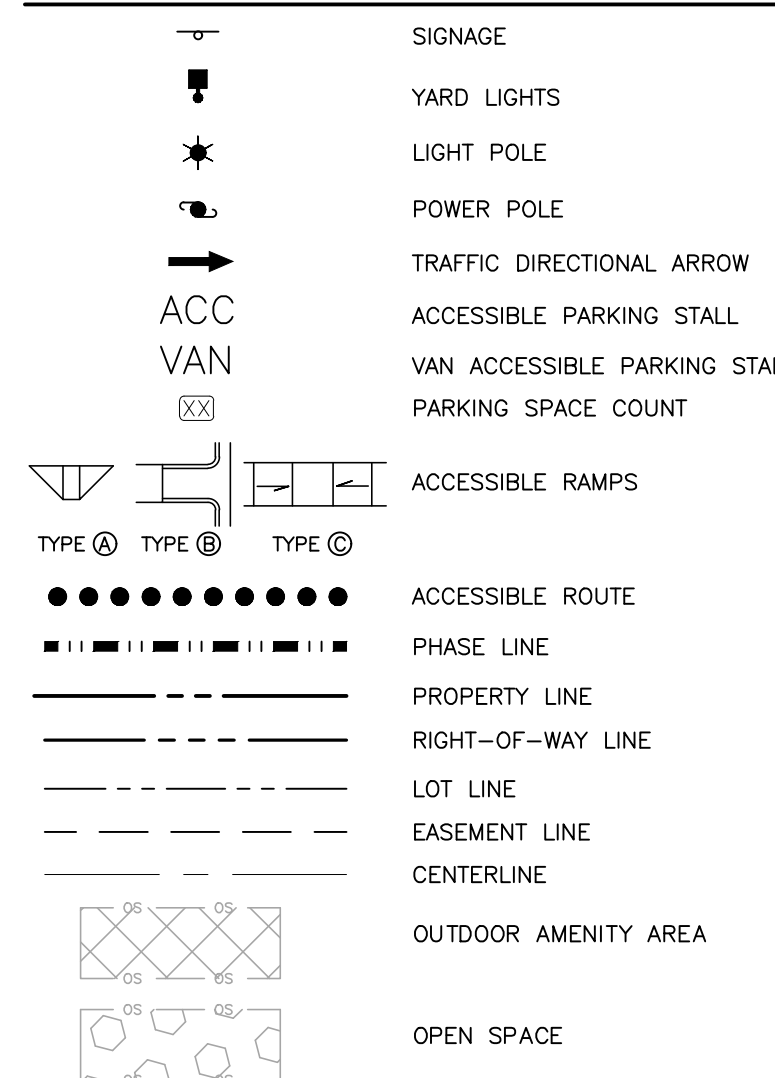 SIGNAGE
YARD LIGHTS
LIGHT POLE
POWER POLE
TRAFFIC DIRECTIONAL ARROW
ACC ACCESSIBLE PARKING STALL
VAN VAN ACCESSIBLE PARKING
XX PARKING SPACE COUNT
ACCESSIBLE RAMPS
TYPE A TYPE B TYPE C
ACCESSIBLE ROUTE
PHASE LINE
PROPERTY LINE
RIGHT-OF-WAY LINE
LOT LINE
EASEMENT LINE
CENTERLINE
OS OS
OUTDOOR AMENITY AREA
OS OS
OS OS
OPEN SPACE
OS OS